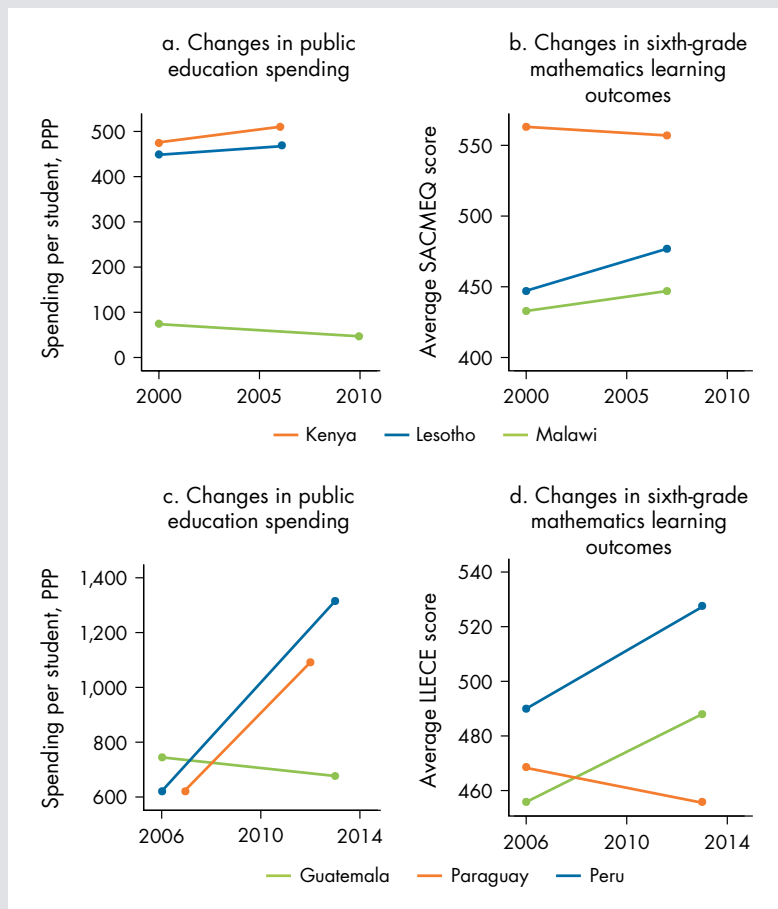 a. Changes in public
education spending
Spending per student, PPP
500
400
300
200
100
0
2000 2005 2010
b. Changes in sixth-grade
mathematics learning
outcomes
Average SACMEQ score
550
500
450
400
2000 2005 2010
Kenya Lesotho Malawi
c. Changes in public
education spending
Spending per student, PPP
1,400
1,200
1,000
800
600
2006 2010 2014
d. Changes in sixth-grade
mathematics learning
outcomes
Average LLECE score
540
520
500
480
460
2006 2010 2014
Guatemala Paraguay Peru